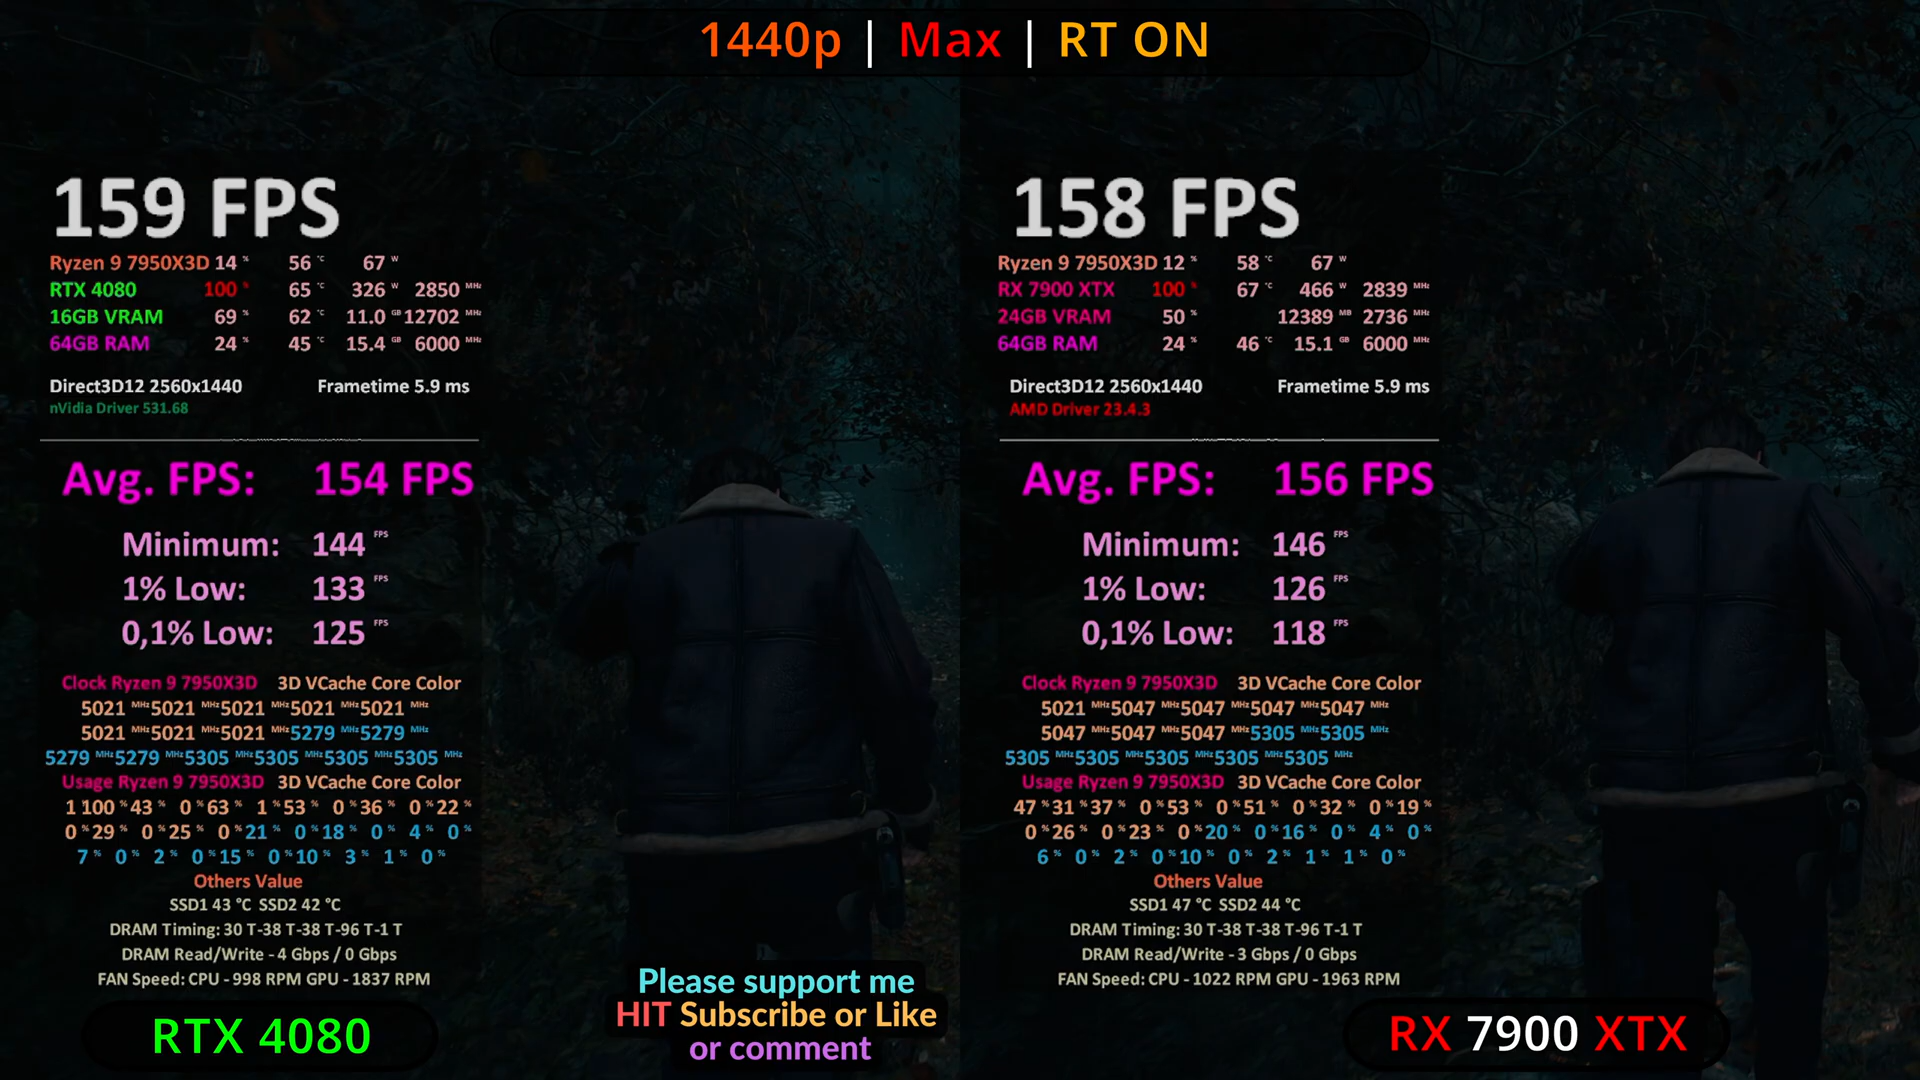 1440p | Max | RT ON
159 FPS
Ryzen 9 7950X3D 14 % 56 °C 67 W
RTX 4080 100 % 65 °C 326 W 2850 MHz
16GB VRAM 69 % 62 °C 11.0 GB 12702 MHz
64GB RAM 24 % 45 °C 15.4 GB 6000 MHz
Direct3D12 2560x1440 Frametime 5.9 ms
nVidia Driver 531.68
Avg. FPS: 154 FPS
Minimum: 144 FPS
1% Low: 133 FPS
0,1% Low: 125 FPS
Clock Ryzen 9 7950X3D 3D VCache Core Color
5021 MHz 5021 MHz 5021 MHz 5021 MHz 5021 MHz
5021 MHz 5021 MHz 5021 MHz 5279 MHz 5279 MHz
5279 MHz 5279 MHz 5305 MHz 5305 MHz 5305 MHz 5305 MHz
Usage Ryzen 9 7950X3D 3D VCache Core Color
1 100 % 43 % 0 % 63 % 1 % 53 % 0 % 36 % 0 % 22 %
0 % 29 % 0 % 25 % 0 % 21 % 0 % 18 % 0 % 4 % 0 %
7 % 0 % 2 % 0 % 15 % 0 % 10 % 3 % 1 % 0 %
Others Value
SSD1 43 °C SSD2 42 °C
DRAM Timing: 30 T-38 T-38 T-96 T-1 T
DRAM Read/Write - 4 Gbps / 0 Gbps
FAN Speed: CPU - 998 RPM GPU - 1837 RPM
RTX 4080
Please support me
HIT Subscribe or Like
or comment
158 FPS
Ryzen 9 7950X3D 12 % 58 °C 67 W
RX 7900 XTX 100 % 67 °C 466 W 2839 MHz
24GB VRAM 50 % 12389 MB 2736 MHz
64GB RAM 24 % 46 °C 15.1 GB 6000 MHz
Direct3D12 2560x1440 Frametime 5.9 ms
AMD Driver 23.4.3
Avg. FPS: 156 FPS
Minimum: 146 FPS
1% Low: 126 FPS
0,1% Low: 118 FPS
Clock Ryzen 9 7950X3D 3D VCache Core Color
5021 MHz 5047 MHz 5047 MHz 5047 MHz 5047 MHz
5047 MHz 5047 MHz 5047 MHz 5305 MHz 5305 MHz
5305 MHz 5305 MHz 5305 MHz 5305 MHz 5305 MHz
Usage Ryzen 9 7950X3D 3D VCache Core Color
47 % 31 % 37 % 0 % 53 % 0 % 51 % 0 % 32 % 0 % 19 %
0 % 26 % 0 % 23 % 0 % 20 % 0 % 16 % 0 % 4 % 0 %
6 % 0 % 2 % 0 % 10 % 0 % 2 % 1 % 1 % 0 %
Others Value
SSD1 47 °C SSD2 44 °C
DRAM Timing: 30 T-38 T-38 T-96 T-1 T
DRAM Read/Write - 3 Gbps / 0 Gbps
FAN Speed: CPU - 1022 RPM GPU - 1963 RPM
RX 7900 XTX